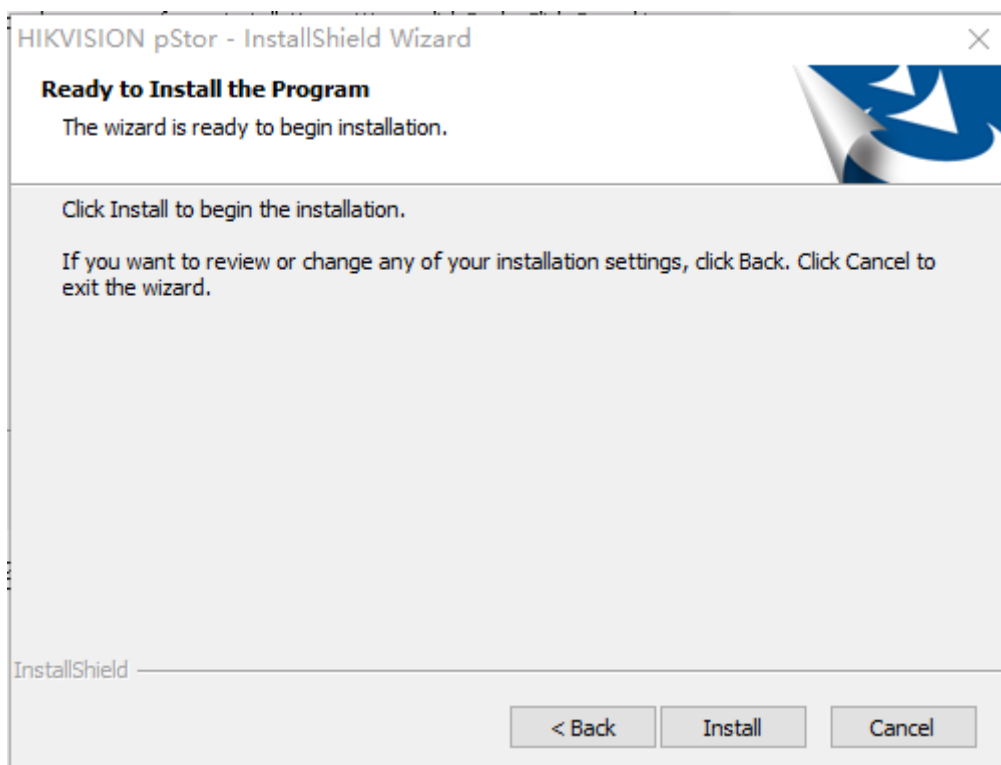 HIKVISION pStor - InstallShield Wizard
Ready to Install the Program
The wizard is ready to begin installation.
Click Install to begin the installation.
If you want to review or change any of your installation settings, click Back. Click Cancel to
exit the wizard.
InstallShield
< Back
Install
Cancel